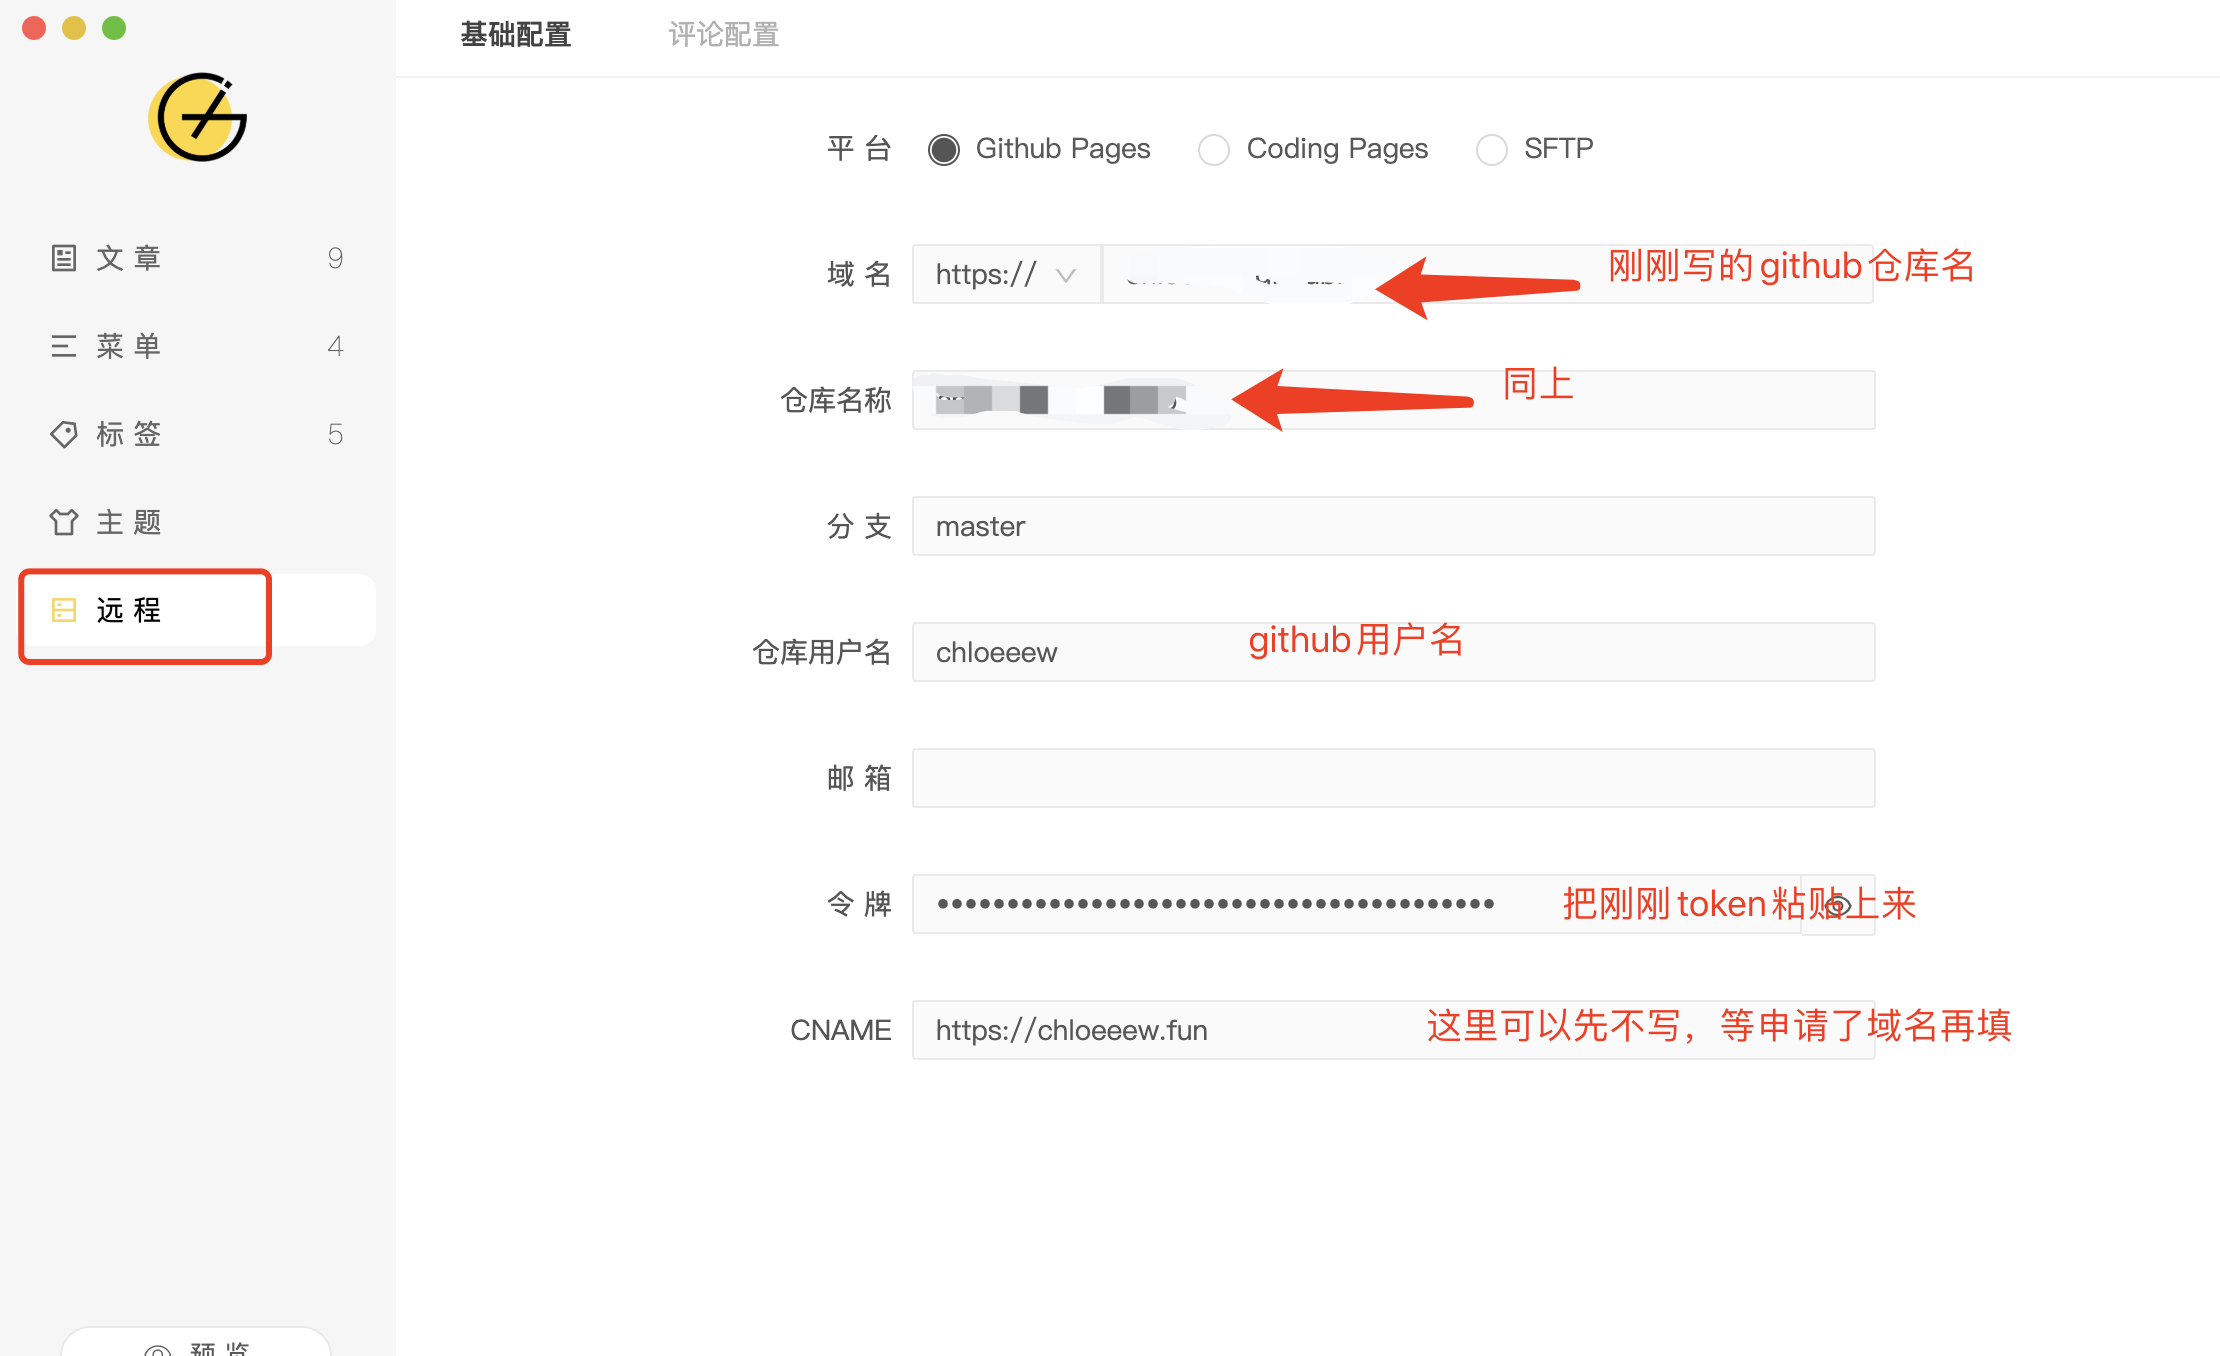 基础配置 评论配置
平台 Github Pages Coding Pages SFTP
文章 9
域名 https:// 刚刚写的github仓库名
菜单 4
仓库名称 同上
标签 5
主题
分支 master
远程
仓库用户名 chloeeew github用户名
邮箱
令牌 •••••••••••••••••••••••••••••••••••••••• 把刚刚token粘贴上来
CNAME https://chloeeew.fun 这里可以先不写，等申请了域名再填
预览